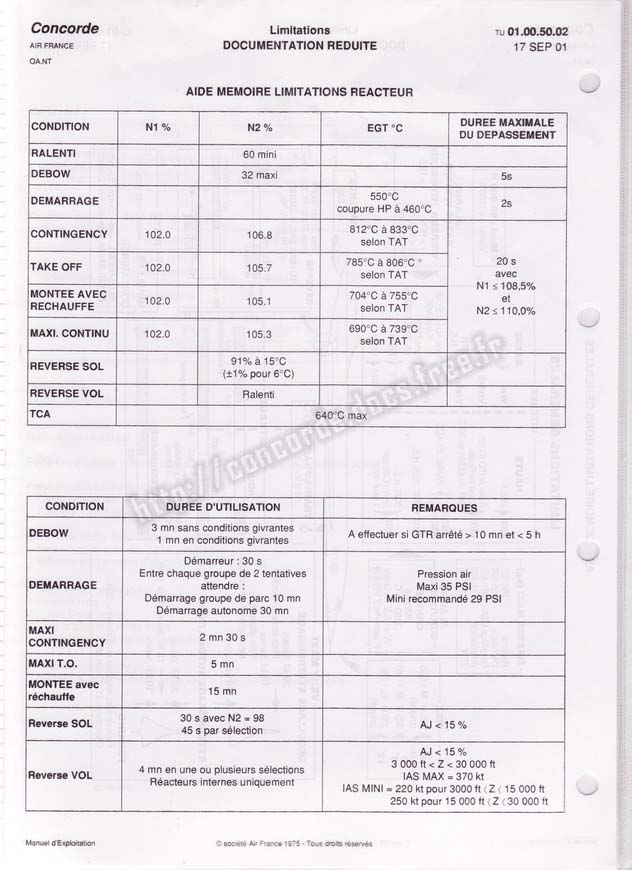 Concorde
AIR FRANCE
OA.NT
Limitations
DOCUMENTATION REDUITE
TU 01.00.50.02
17 SEP 01
AIDE MEMOIRE LIMITATIONS REACTEUR
CONDITION N1 % N2 % EGT °C DUREE MAXIMALE DU DEPASSEMENT
RALENTI 60 mini
DEBOW 32 maxi 5s
DEMARRAGE 550°C 2s
coupure HP à 460°C
CONTINGENCY 102.0 106.8 812°C à 833°C
selon TAT
TAKE OFF 102.0 105.7 785°C à 806°C °
selon TAT
MONTEE AVEC
RECHAUFFE 102.0 105.1 704°C à 755°C
selon TAT
MAXI. CONTINU 102.0 105.3 690°C à 739°C
selon TAT
20 s
avec
N1 ≤ 108,5%
et
N2 ≤ 110,0%
REVERSE SOL 91% à 15°C
(±1% pour 6°C)
REVERSE VOL Ralenti
TCA 640°C max
http://concorde.docs.free.fr
CONDITION DUREE D'UTILISATION REMARQUES
DEBOW 3 mn sans conditions givrantes
1 mn en conditions givrantes
A effectuer si GTR arrêté > 10 mn et < 5 h
DEMARRAGE
Démarreur : 30 s
Entre chaque groupe de 2 tentatives
attendre :
Démarrage groupe de parc 10 mn
Démarrage autonome 30 mn
Pression air
Maxi 35 PSI
Mini recommandé 29 PSI
MAXI
CONTINGENCY 2 mn 30 s
MAXI T.O. 5 mn
MONTEE avec
réchauffe 15 mn
Reverse SOL 30 s avec N2 = 98
45 s par sélection
AJ < 15 %
Reverse VOL 4 mn en une ou plusieurs sélections
Réacteurs internes uniquement
AJ < 15 %
3 000 ft < Z < 30 000 ft
IAS MAX = 370 kt
IAS MINI = 220 kt pour 3000 ft 〈 Z 〈 15 000 ft
250 kt pour 15 000 ft 〈 Z 〈 30 000 ft
Manuel d'Exploitation
© société Air France 1975 - Tous droits réservés